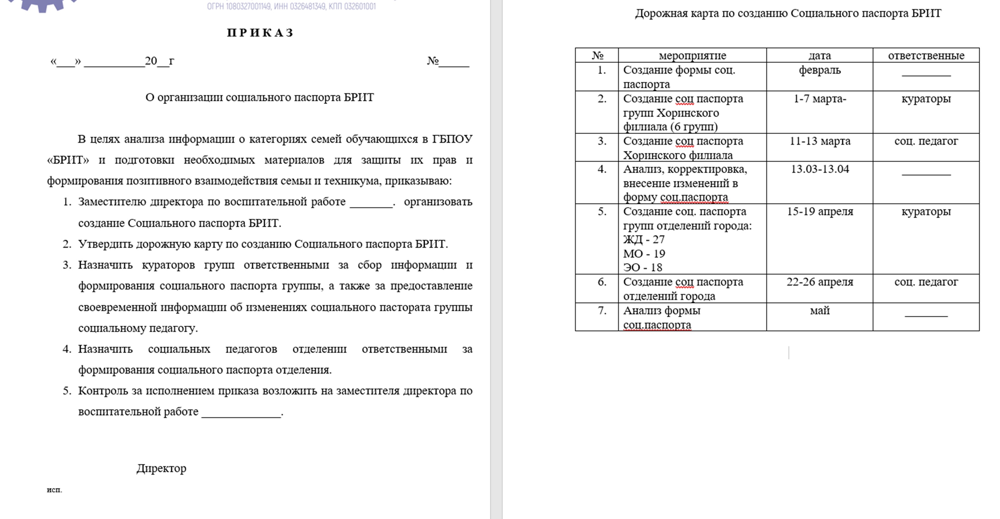 ОГРН 1080327001149, ИНН 0326481349, КПП 032601001
ПРИКАЗ
«___» __________20__г №_____
О организации социального паспорта БРИТ
В целях анализа информации о категориях семей обучающихся в ГБПОУ
«БРИТ» и подготовки необходимых материалов для защиты их прав и
формирования позитивного взаимодействия семьи и техникума, приказываю:
1. Заместителю директора по воспитательной работе _______. организовать
создание Социального паспорта БРИТ.
2. Утвердить дорожную карту по созданию Социального паспорта БРИТ.
3. Назначить кураторов групп ответственными за сбор информации и
формирования социального паспорта группы, а также за предоставление
своевременной информации об изменениях социального пастората группы
социальному педагогу.
4. Назначить социальных педагогов отделении ответственными за
формирования социального паспорта отделения.
5. Контроль за исполнением приказа возложить на заместителя директора по
воспитательной работе _____________.
Директор
исп.
Дорожная карта по созданию Социального паспорта БРИТ
№ мероприятие дата ответственные
1. Создание формы соц. февраль ________
паспорта
2. Создание соц паспорта 1-7 марта- кураторы
групп Хоринского
филиала (6 групп)
3. Создание соц паспорта 11-13 марта соц. педагог
Хоринского филиала
4. Анализ, корректировка, 13.03-13.04 ________
внесение изменений в
форму соц.паспорта
5. Создание соц. паспорта 15-19 апреля кураторы
групп отделений города:
ЖД - 27
МО - 19
ЭО - 18
6. Создание соц паспорта 22-26 апреля соц. педагог
отделений города
7. Анализ формы май _______
соц.паспорта